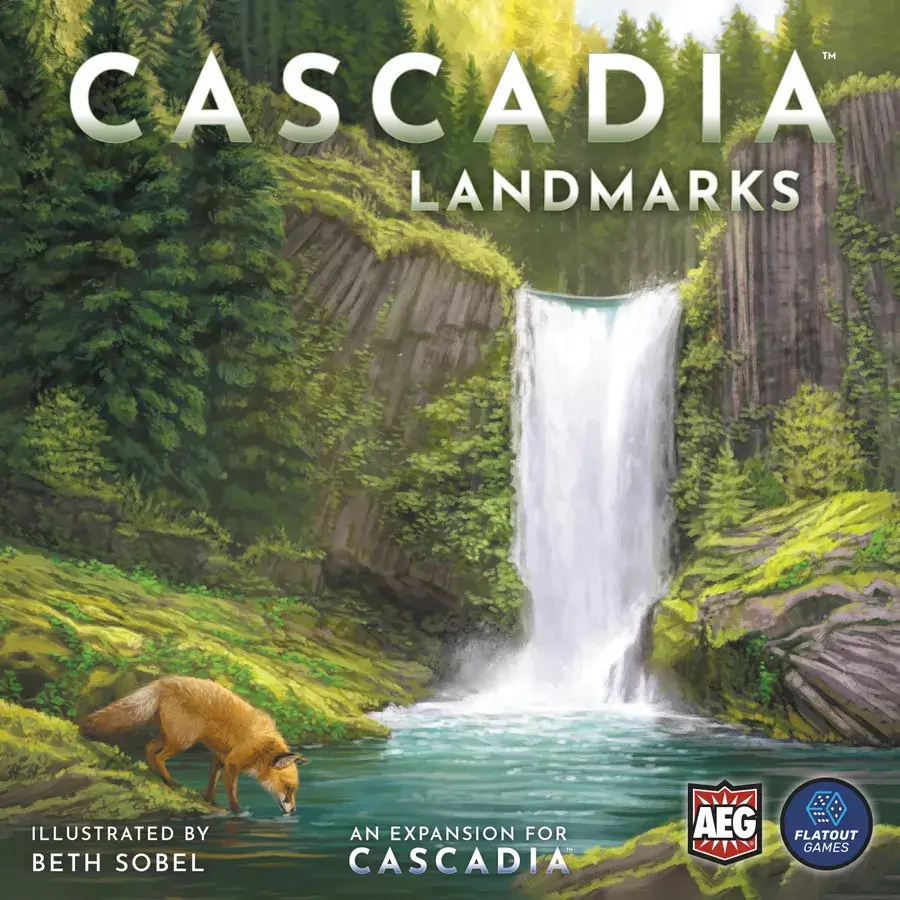 CASCADIA™
LANDMARKS
ILLUSTRATED BY
BETH SOBEL
AN EXPANSION FOR
CASCADIA™
AEG
FLATOUT
GAMES